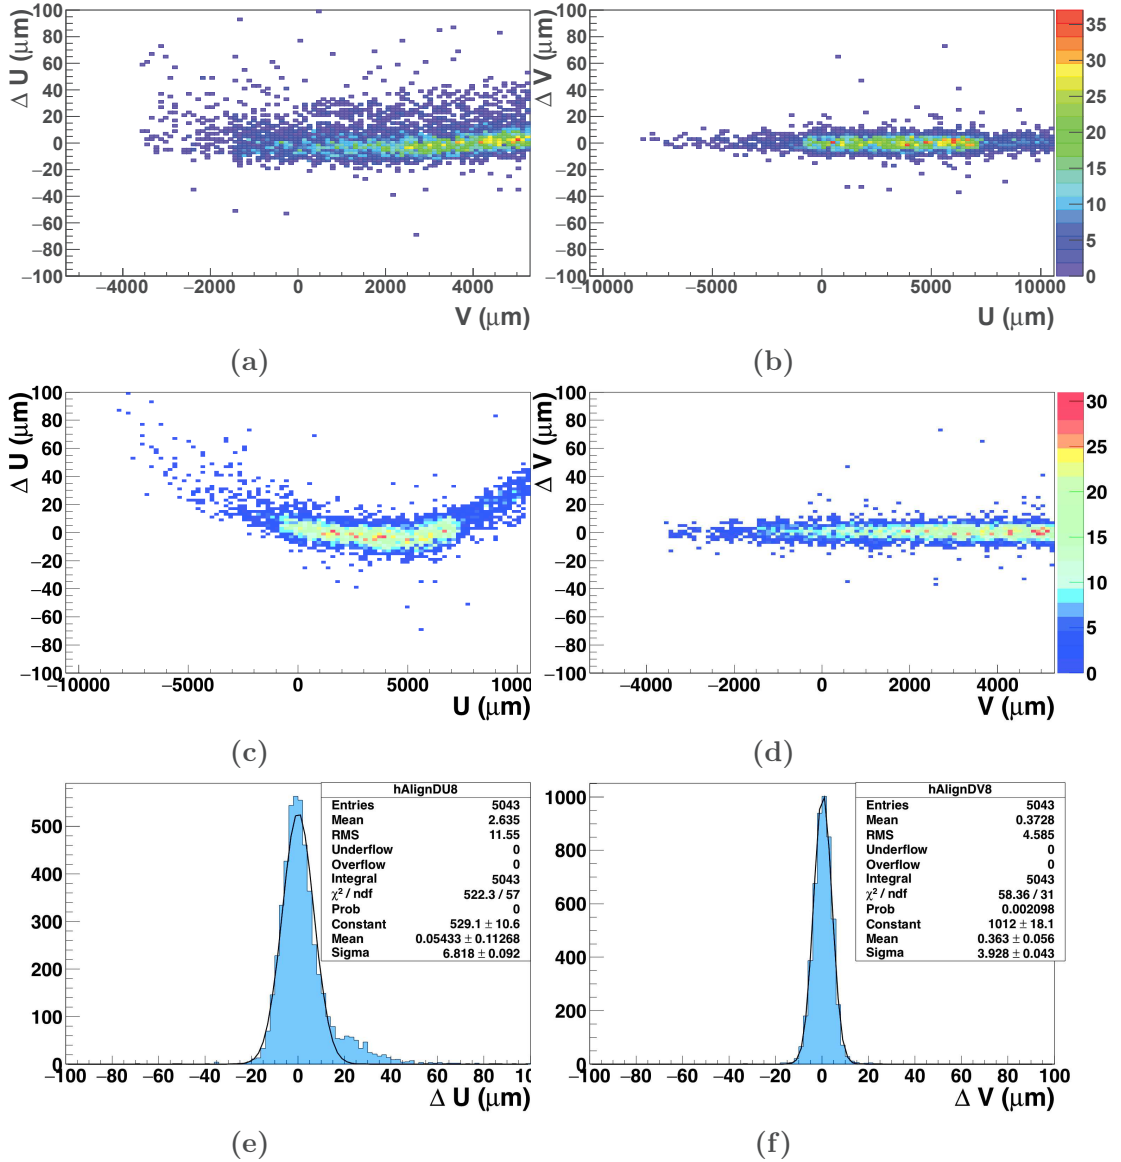 100
80
60
40
20
0
−20
−40
−60
−80
−100
Δ U (μm)
−4000
−2000
0
2000
4000
V (μm)
(a)
100
80
60
40
20
0
−20
−40
−60
−80
−100
Δ V (μm)
−10000
−5000
0
5000
10000
U (μm)
35
30
25
20
15
10
5
0
(b)
100
80
60
40
20
0
−20
−40
−60
−80
−100
Δ U (μm)
−10000
−5000
0
5000
1000
U (μm)
(c)
100
80
60
40
20
0
−20
−40
−60
−80
−100
Δ V (μm)
−4000
−2000
0
2000
4000
V (μm)
30
25
20
15
10
5
0
(d)
500
400
300
200
100
0
−100
−80
−60
−40
−20
0
20
40
60
80
10
Δ U (μm)
hAlignDU8
Entries 5043
Mean 2.635
RMS 11.55
Underflow 0
Overflow 0
Integral 5043
χ² / ndf 522.3 / 57
Prob 0
Constant 529.1 ± 10.6
Mean 0.05433 ± 0.11268
Sigma 6.818 ± 0.092
(e)
1000
800
600
400
200
0
−100
−80
−60
−40
−20
0
20
40
60
80
100
Δ V (μm)
hAlignDV8
Entries 5043
Mean 0.3728
RMS 4.585
Underflow 0
Overflow 0
Integral 5043
χ² / ndf 58.36 / 31
Prob 0.002098
Constant 1012 ± 18.1
Mean 0.363 ± 0.056
Sigma 3.928 ± 0.043
(f)